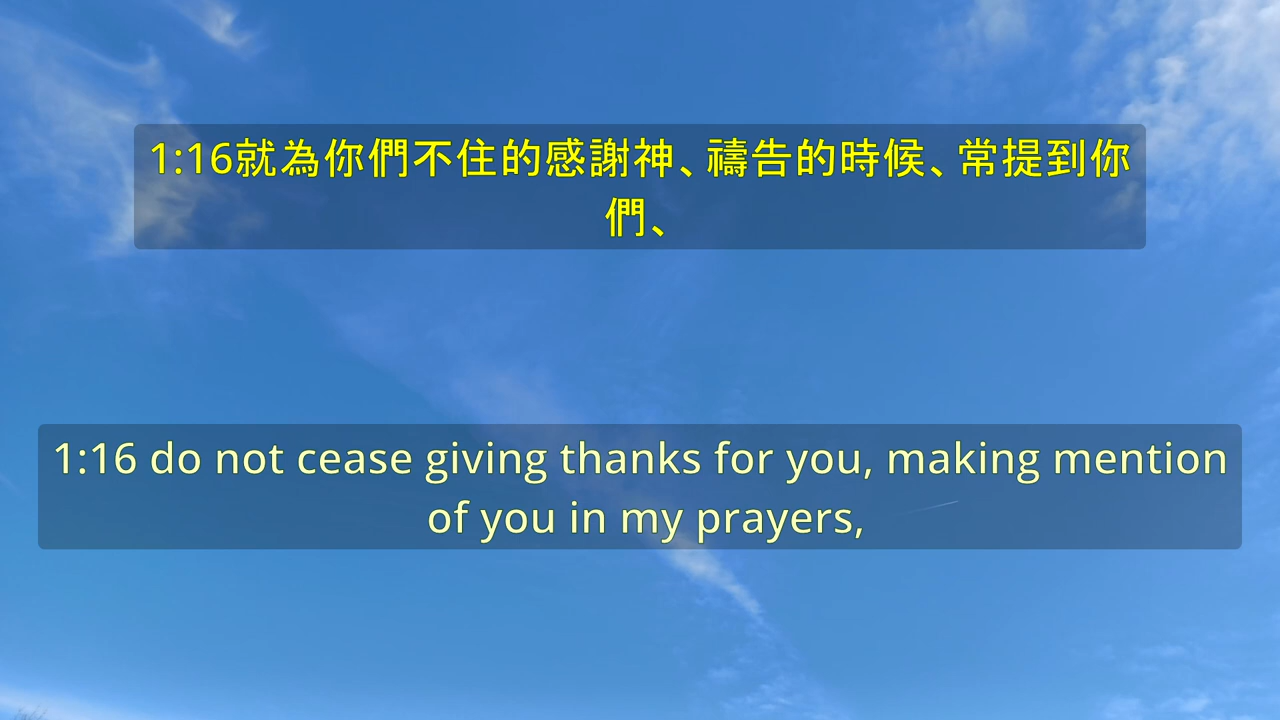 1:16就為你們不住的感謝神、禱告的時候、常提到你
們、
1:16 do not cease giving thanks for you, making mention
of you in my prayers,